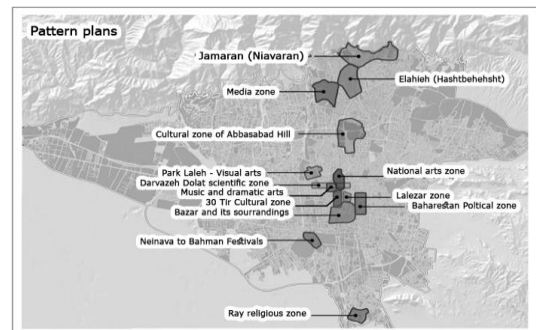 Pattern plans
Jamaran (Niavaran)
Elahieh (Hashtbehehsht)
Media zone
Cultural zone of Abbasabad Hill
Park Laleh - Visual arts
National arts zone
Darvazeh Dolat scientific zone
Music and dramatic arts
Lalezar zone
30 Tir Cultural zone
Baharestan Poltical zone
Bazar and its sourrandings
Neinava to Bahman Festivals
Ray religious zone